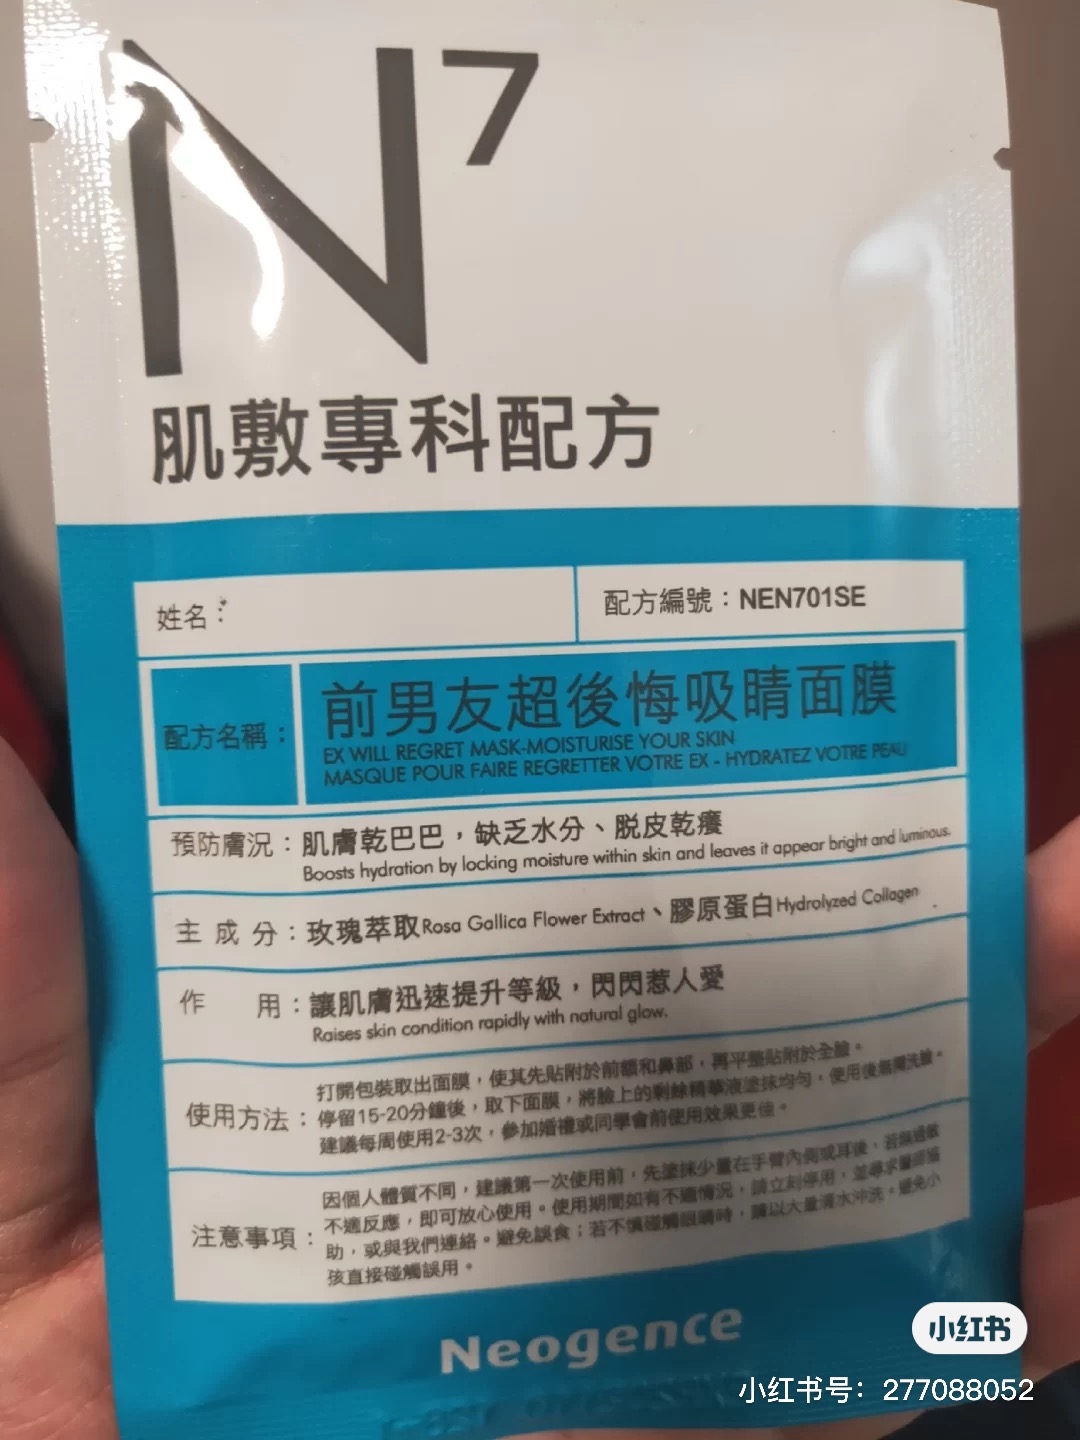 N7
肌敷專科配方
姓名：
配方編號：NEN701SE
配方名稱：
前男友超後悔吸睛面膜
EX WILL REGRET MASK-MOISTURISE YOUR SKIN
MASQUE POUR FAIRE REGRETTER VOTRE EX - HYDRATEZ VOTRE PEAU
預防膚況：肌膚乾巴巴，缺乏水分、脫皮乾癢
Boosts hydration by locking moisture within skin and leaves it appear bright and luminous.
主成分：玫瑰萃取Rosa Gallica Flower Extract、膠原蛋白Hydrolyzed Collagen
作用：讓肌膚迅速提升等級，閃閃惹人愛
Raises skin condition rapidly with natural glow.
使用方法：
打開包裝取出面膜，使其先貼附於前額和鼻部，再平整貼附於全臉。
停留15-20分鐘後，取下面膜，將臉上的剩餘精華液塗抹均勻，使用後無需洗臉。
建議每周使用2-3次，參加婚禮或同學會前使用效果更佳。
注意事項：
因個人體質不同，建議第一次使用前，先塗抹少量在手臂內側或耳後，若無過敏
不適反應，即可放心使用。使用期間如有不適情況，請立刻停用，並尋求醫師協
助，或與我們連絡。避免誤食；若不慎碰觸眼睛時，請以大量清水沖洗。避免小
孩直接碰觸誤用。
Neogence
小红书
小红书号：277088052